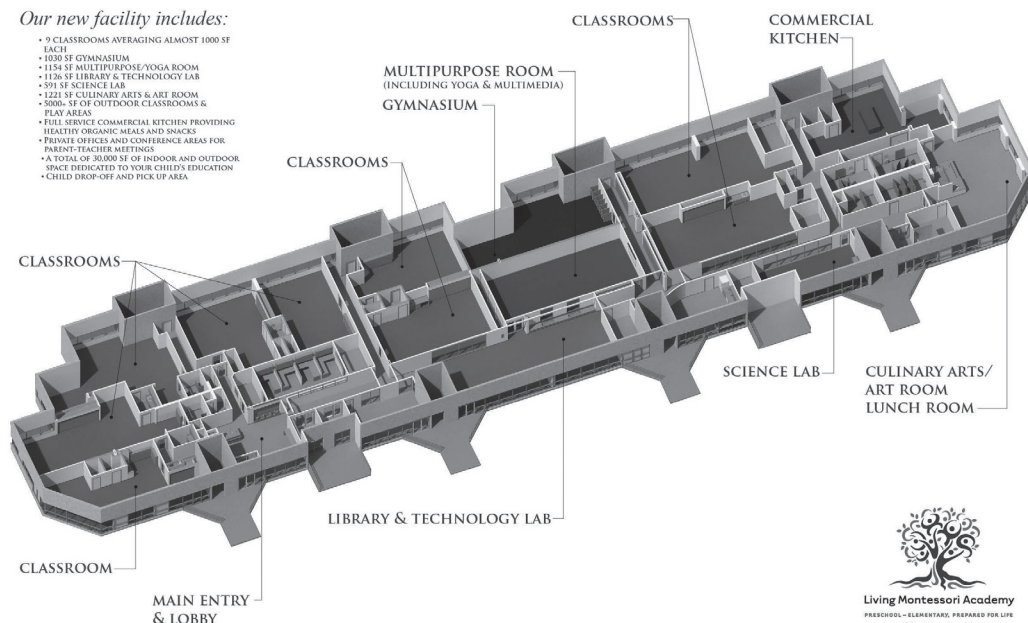 Our new facility includes:
• 9 CLASSROOMS AVERAGING ALMOST 1000 SF
EACH
• 1030 SF GYMNASIUM
• 1154 SF MULTIPURPOSE/YOGA ROOM
• 1126 SF LIBRARY & TECHNOLOGY LAB
• 591 SF SCIENCE LAB
• 1221 SF CULINARY ARTS & ART ROOM
• 5000+ SF OF OUTDOOR CLASSROOMS &
PLAY AREAS
• FULL SERVICE COMMERCIAL KITCHEN PROVIDING
HEALTHY ORGANIC MEALS AND SNACKS
• PRIVATE OFFICES AND CONFERENCE AREAS FOR
PARENT-TEACHER MEETINGS
• A TOTAL OF 30,000 SF OF INDOOR AND OUTDOOR
SPACE DEDICATED TO YOUR CHILD'S EDUCATION
• CHILD DROP-OFF AND PICK UP AREA
CLASSROOMS
COMMERCIAL
KITCHEN
MULTIPURPOSE ROOM
(INCLUDING YOGA & MULTIMEDIA)
GYMNASIUM
CLASSROOMS
CLASSROOMS
SCIENCE LAB
CULINARY ARTS/
ART ROOM
LUNCH ROOM
LIBRARY & TECHNOLOGY LAB
CLASSROOM
MAIN ENTRY
& LOBBY
Living Montessori Academy
PRESCHOOL – ELEMENTARY, PREPARED FOR LIFE